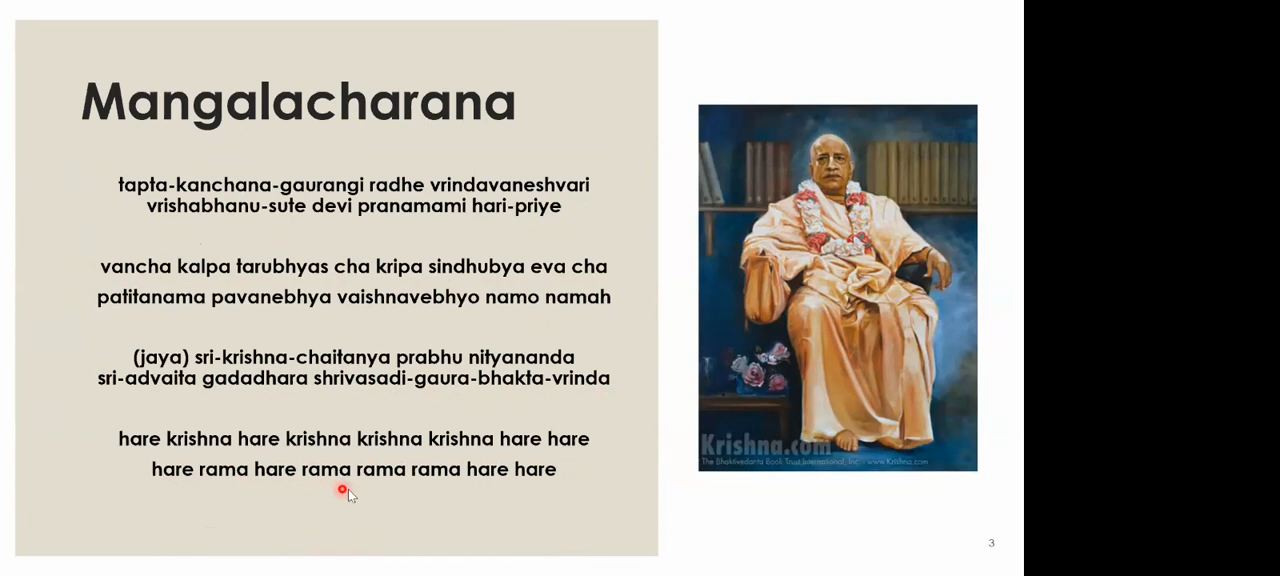 Mangalacharana
tapta-kanchana-gaurangi radhe vrindavaneshvari
vrishabhanu-sute devi pranamami hari-priye
vancha kalpa tarubhyas cha kripa sindhubya eva cha
patitanama pavanebhya vaishnavebhyo namo namah
(jaya) sri-krishna-chaitanya prabhu nityananda
sri-advaita gadadhara shrivasadi-gaura-bhakta-vrinda
hare krishna hare krishna krishna krishna hare hare
hare rama hare rama rama rama hare hare
Krishna.com
The Bhaktivedanta Book Trust International, Inc. www.Krishna.com
3